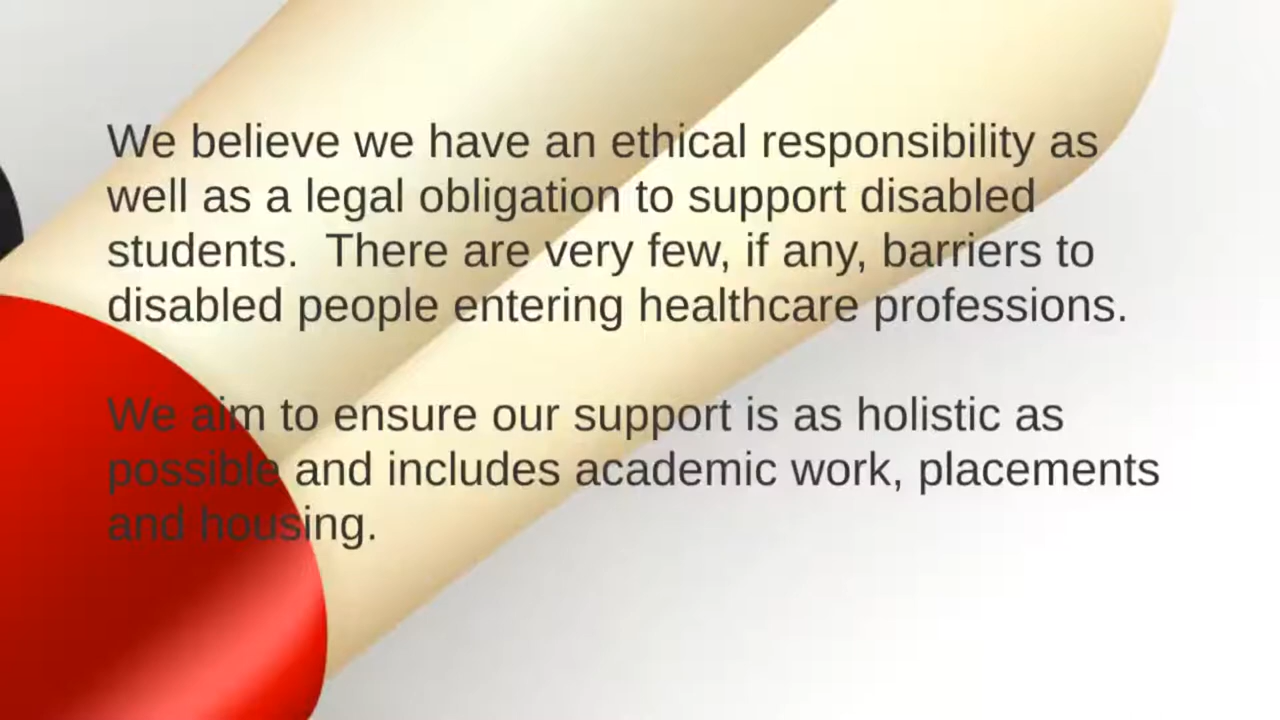 We believe we have an ethical responsibility as
well as a legal obligation to support disabled
students.  There are very few, if any, barriers to
disabled people entering healthcare professions.
We aim to ensure our support is as holistic as
possible and includes academic work, placements
and housing.